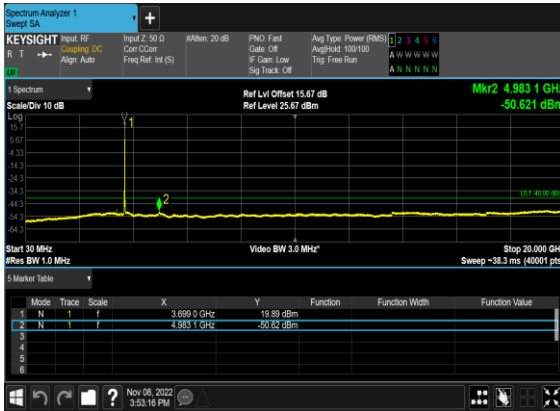 Spectrum Analyzer 1
Swept SA
+
KEYSIGHT Input: RF Input Z: 50 Ω #Atten: 20 dB PNO: Fast Avg Type: Power (RMS) 1 2 3 4 5 6
R T Coupling: DC Corr CCorr Gate: Off Avg|Hold: 100/100 A W W W W W
Align: Auto Freq Ref: Int (S) IF Gain: Low Trig: Free Run
Sig Track: Off A N N N N N
1 Spectrum
Scale/Div 10 dB
Ref Lvl Offset 15.67 dB
Ref Level 25.67 dBm
Mkr2 4.983 1 GHz
-50.621 dBm
Log
15.7
5.67
-4.33
-14.3
-24.3
-34.3
-44.3
-54.3
-64.3
1
2
DL1 -40.00 dBm
Start 30 MHz Video BW 3.0 MHz* Stop 20.000 GHz
#Res BW 1.0 MHz Sweep ~38.3 ms (40001 pts)
5 Marker Table
Mode Trace Scale X Y Function Function Width Function Value
1 N 1 f 3.699 0 GHz 19.89 dBm
2 N 1 f 4.983 1 GHz -50.62 dBm
3
4
5
6
? Nov 08, 2022
3:53:16 PM